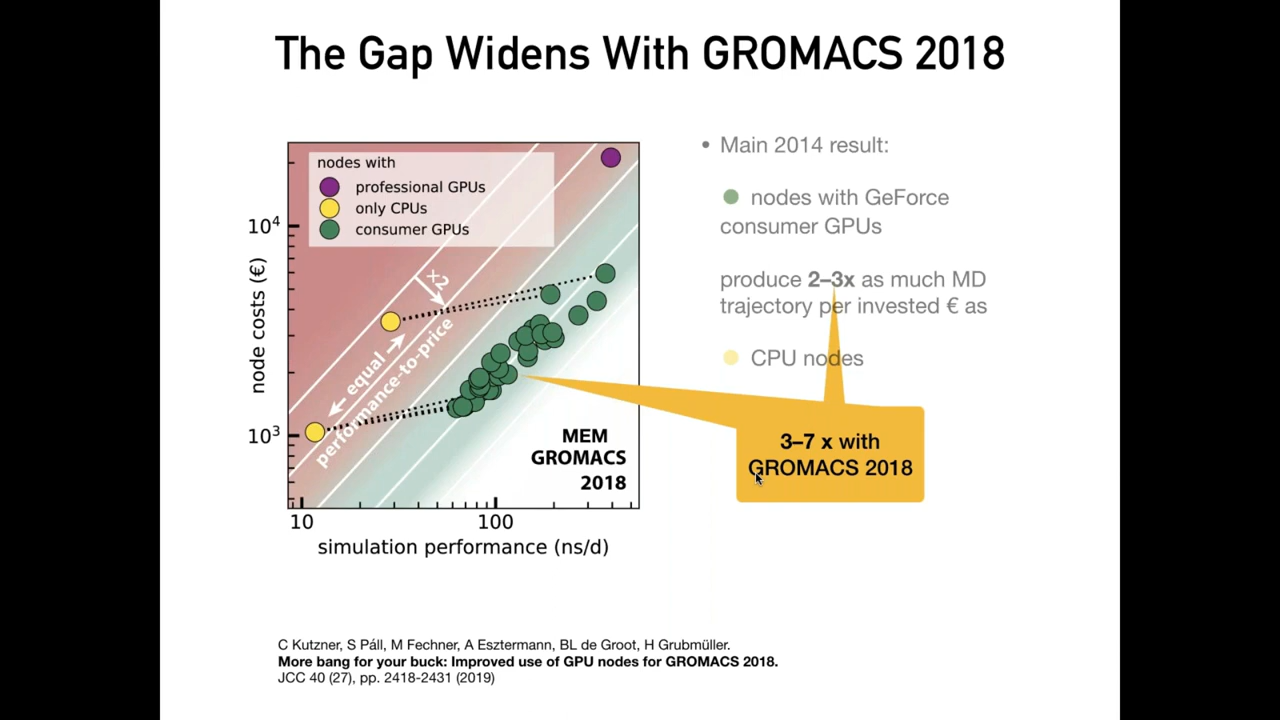 The Gap Widens With GROMACS 2018
nodes with
professional GPUs
only CPUs
consumer GPUs
×2
equal
performance-to-price
MEM
GROMACS
2018
node costs (€)
10⁴
10³
10
100
simulation performance (ns/d)
• Main 2014 result:
nodes with GeForce
consumer GPUs
produce 2–3x as much MD
trajectory per invested € as
CPU nodes
3–7 x with
GROMACS 2018
C Kutzner, S Páll, M Fechner, A Esztermann, BL de Groot, H Grubmüller.
More bang for your buck: Improved use of GPU nodes for GROMACS 2018.
JCC 40 (27), pp. 2418-2431 (2019)